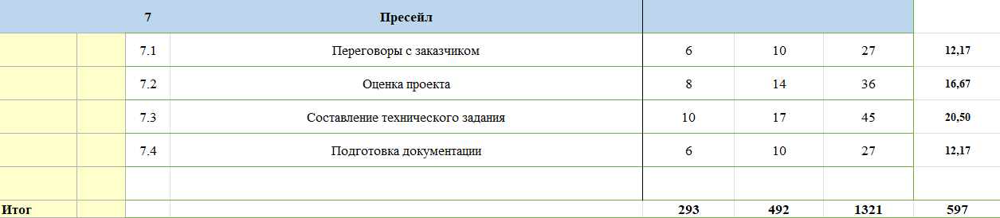 7 Пресейл
7.1 Переговоры с заказчиком 6 10 27 12,17
7.2 Оценка проекта 8 14 36 16,67
7.3 Составление технического задания 10 17 45 20,50
7.4 Подготовка документации 6 10 27 12,17
Итог 293 492 1321 597